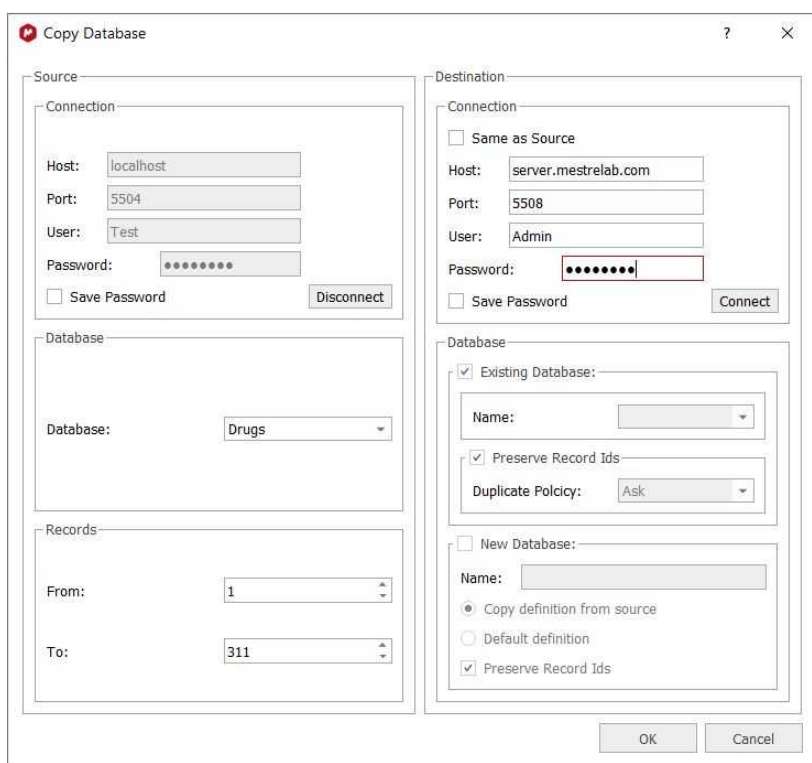 Copy Database
?
Source
Connection
Host: localhost
Port: 5504
User: Test
Password: ●●●●●●●●
Save Password
Disconnect
Database
Database: Drugs
Records
From: 1
To: 311
Destination
Connection
Same as Source
Host: server.mestrelab.com
Port: 5508
User: Admin
Password: ●●●●●●●●
Save Password
Connect
Database
Existing Database:
Name:
Preserve Record Ids
Duplicate Polcicy: Ask
New Database:
Name:
Copy definition from source
Default definition
Preserve Record Ids
OK
Cancel